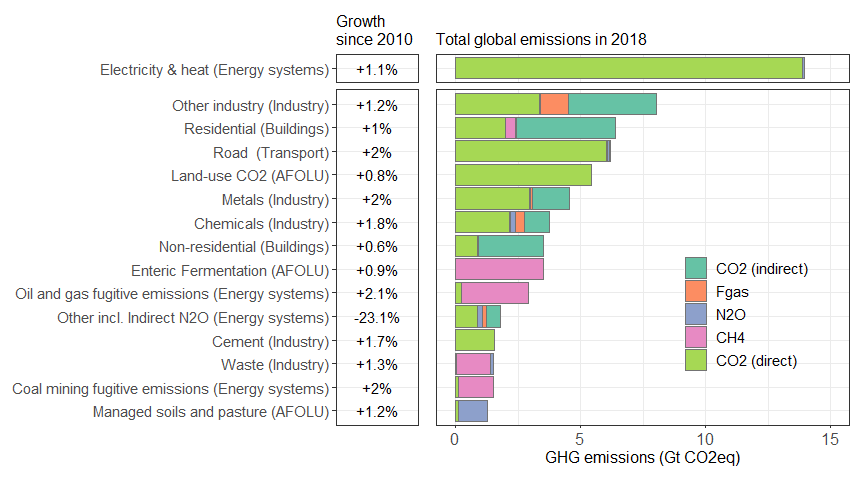 Growth
since 2010
Total global emissions in 2018
Electricity & heat (Energy systems) +1.1%
Other industry (Industry) +1.2%
Residential (Buildings) +1%
Road  (Transport) +2%
Land-use CO2 (AFOLU) +0.8%
Metals (Industry) +2%
Chemicals (Industry) +1.8%
Non-residential (Buildings) +0.6%
Enteric Fermentation (AFOLU) +0.9%
Oil and gas fugitive emissions (Energy systems) +2.1%
Other incl. Indirect N2O (Energy systems) -23.1%
Cement (Industry) +1.7%
Waste (Industry) +1.3%
Coal mining fugitive emissions (Energy systems) +2%
Managed soils and pasture (AFOLU) +1.2%
CO2 (indirect)
Fgas
N2O
CH4
CO2 (direct)
0 5 10 15
GHG emissions (Gt CO2eq)